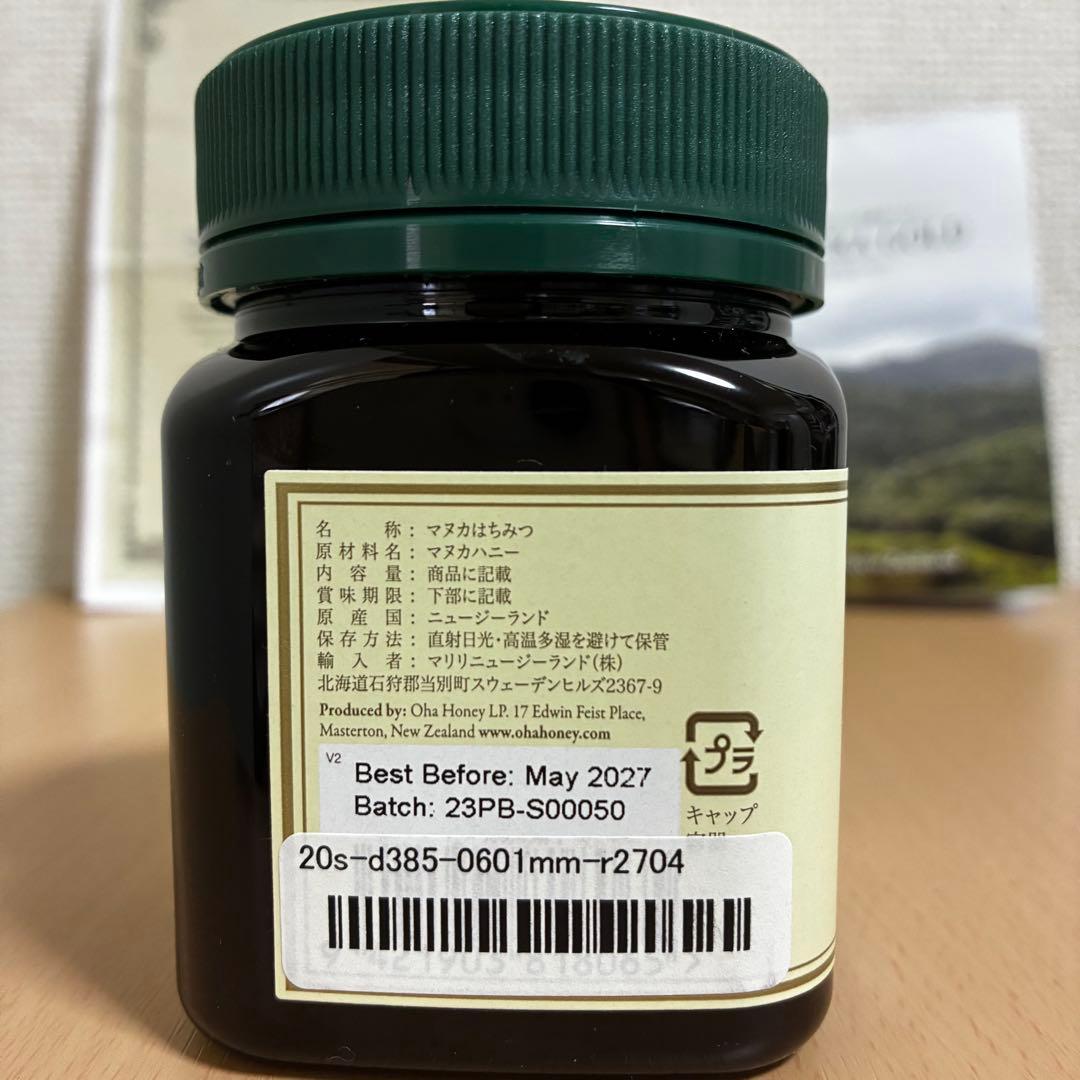 名 称 : マヌカはちみつ
原材料名 : マヌカハニー
内 容 量 : 商品に記載
賞味期限 : 下部に記載
原 産 国 : ニュージーランド
保存方法 : 直射日光・高温多湿を避けて保管
輸 入 者 : マリリニュージーランド(株)
北海道石狩郡当別町スウェーデンヒルズ2367-9
Produced by: Oha Honey LP. 17 Edwin Feist Place,
Masterton, New Zealand www.ohahoney.com
プラ
キャップ
V2
Best Before: May 2027
Batch: 23PB-S00050
20s-d385-0601mm-r2704